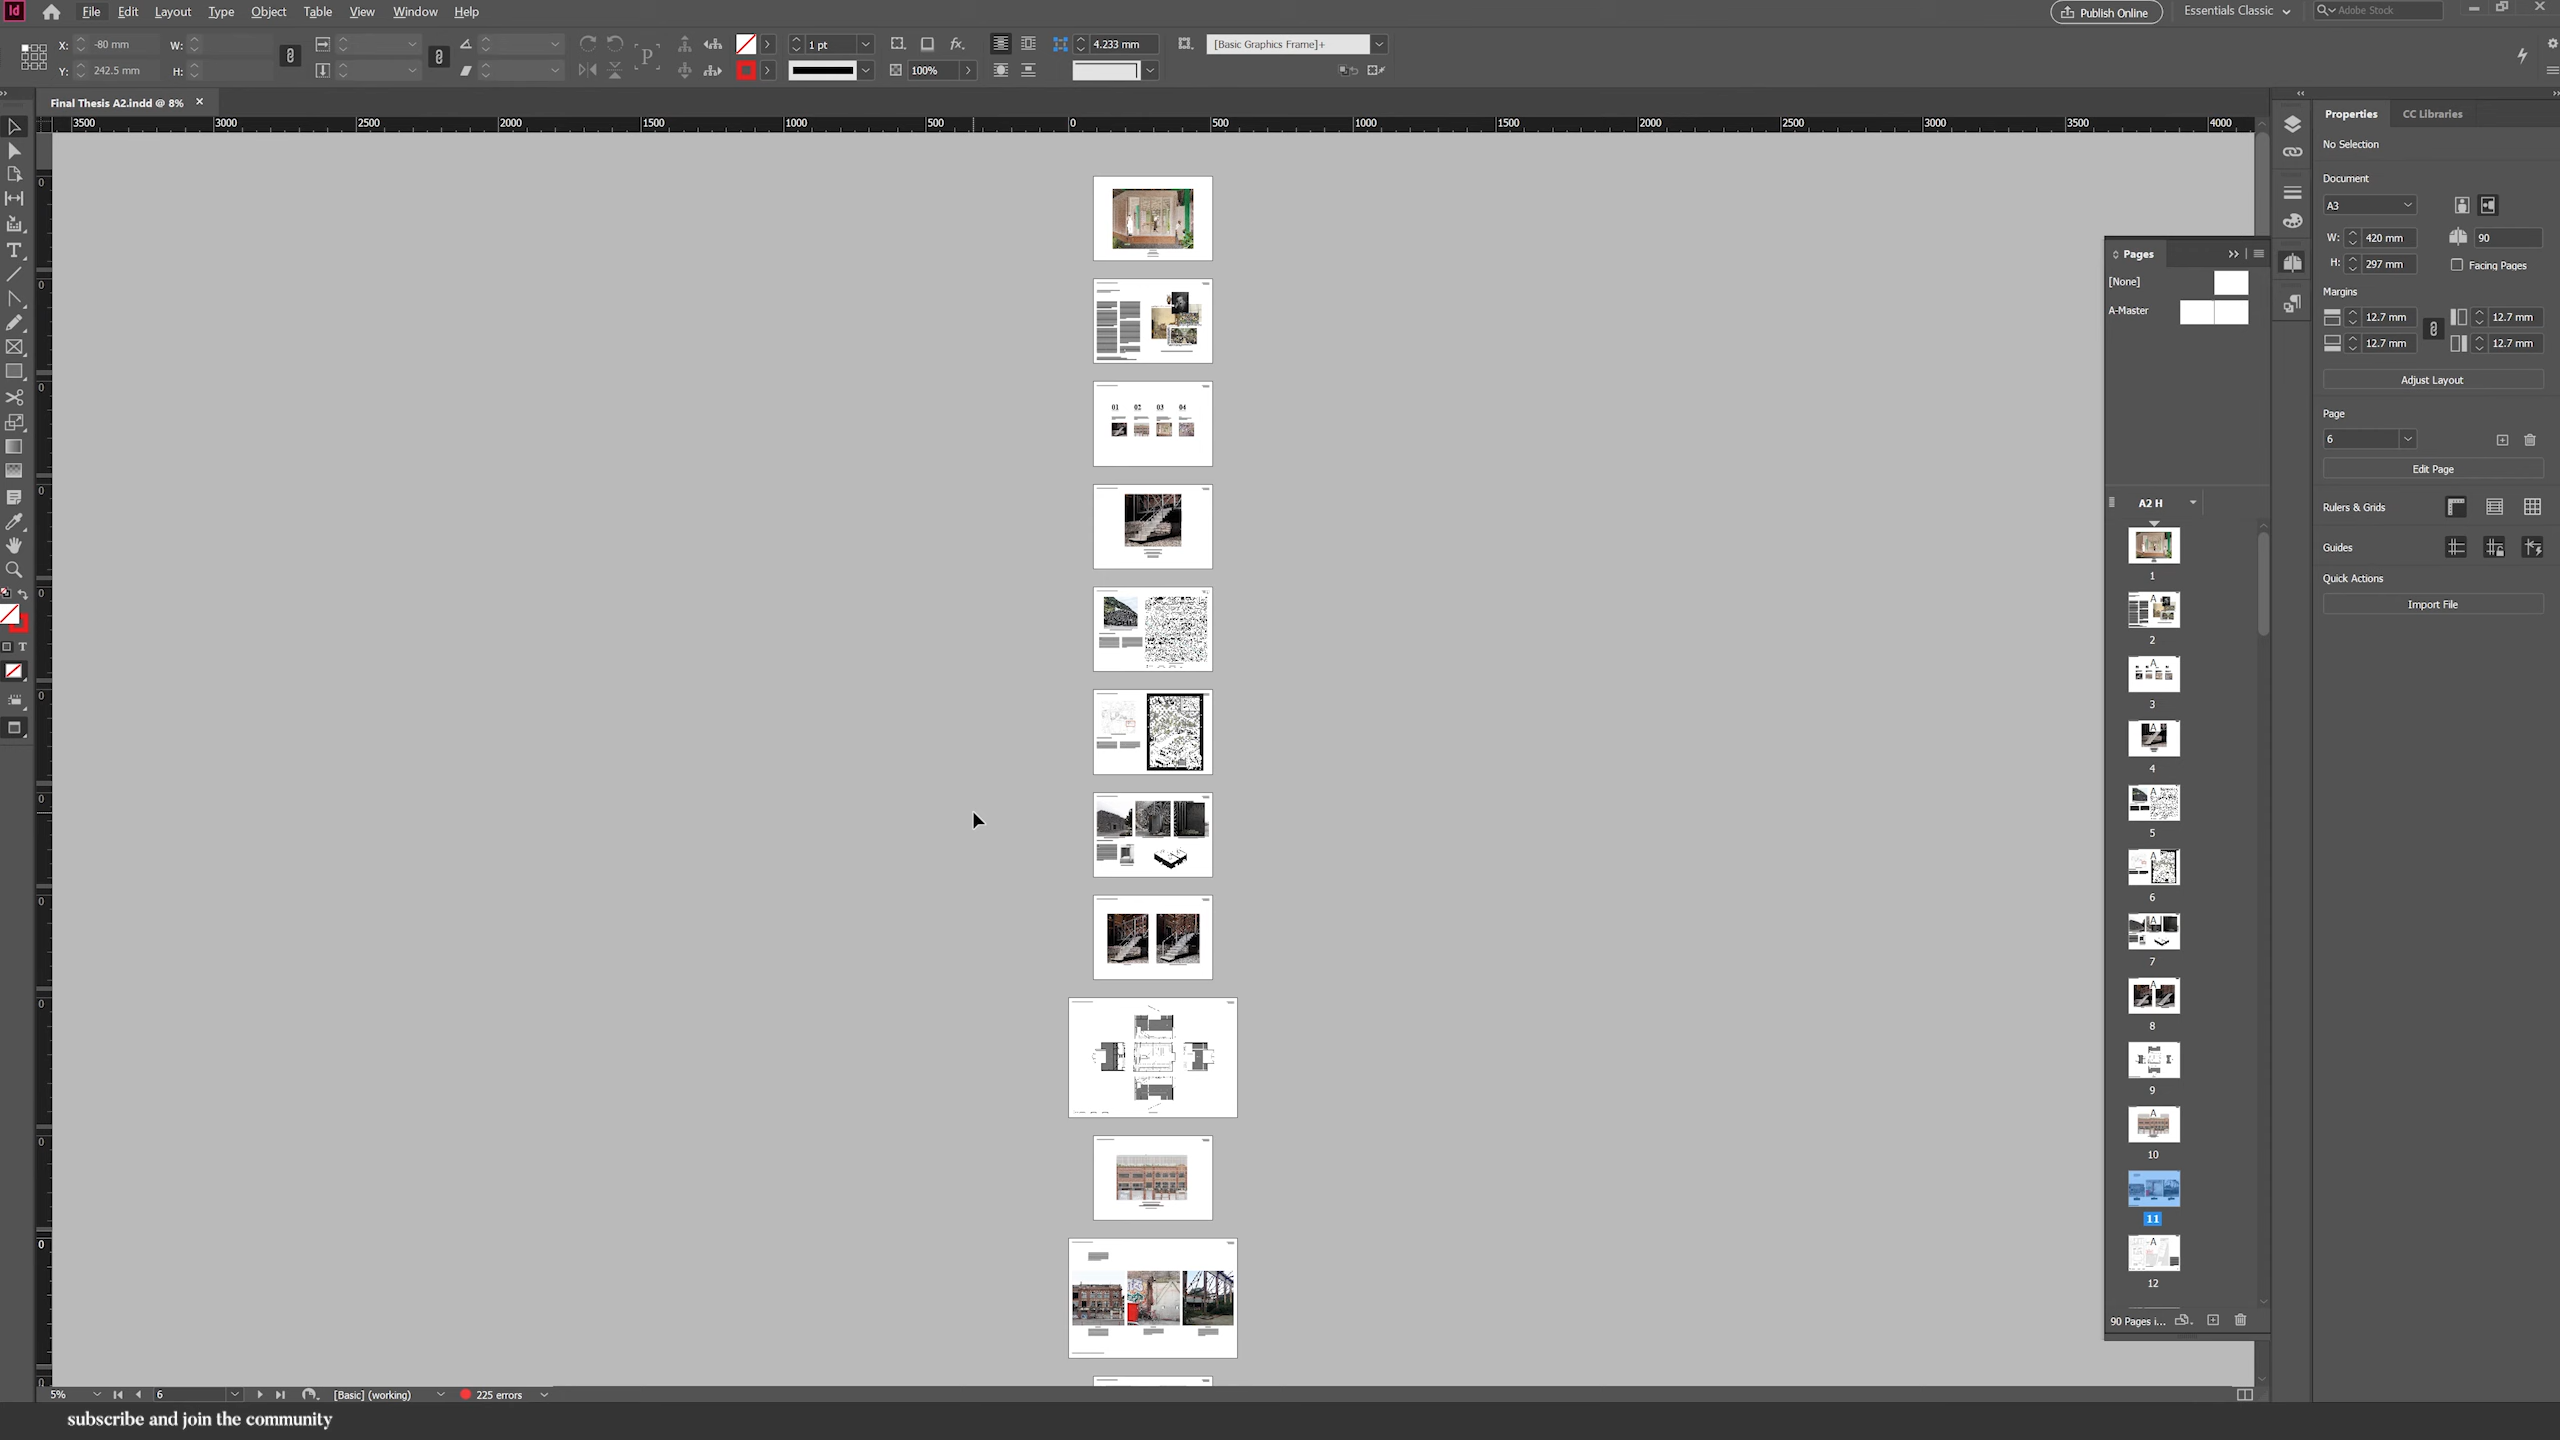 Id
File Edit Layout Type Object Table View Window Help
Publish Online
Essentials Classic
Adobe Stock
X: -80 mm W:
1 pt
4.233 mm
[Basic Graphics Frame]+
Y: 242.5 mm H:
100%
Final Thesis A2.indd @ 8%
3500 3000 2500 2000 1500 1000 500 0 500 1000 1500 2000 2500 3000 3500 4000
Properties CC Libraries
No Selection
Document
A3
W: 420 mm 90
H: 297 mm Facing Pages
Margins
12.7 mm 12.7 mm
12.7 mm 12.7 mm
Adjust Layout
Page
6
Edit Page
Rulers & Grids
Guides
Quick Actions
Import File
Pages
[None]
A-Master
A2 H
1
2
3
4
5
6
7
8
9
10
11
12
90 Pages i...
01 02 03 04
5% 6 [Basic] (working) 225 errors
subscribe and join the community